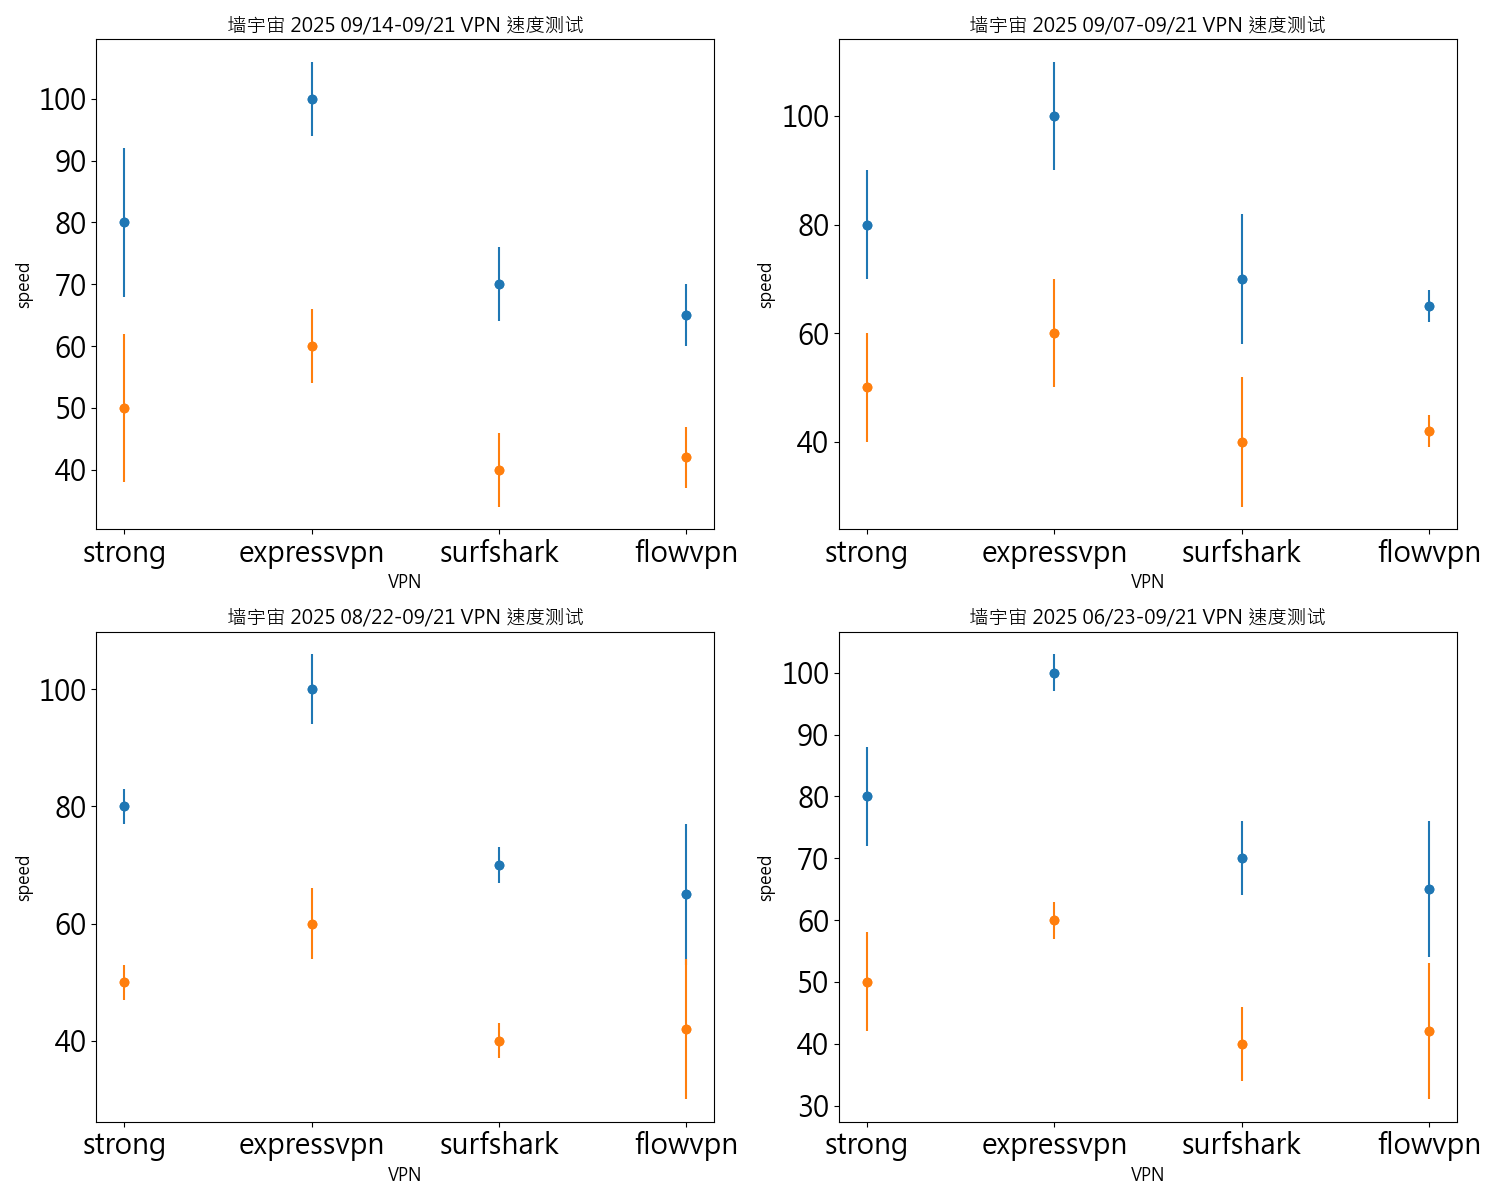 墙宇宙 2025 09/14-09/21 VPN 速度测试
100
90
80
70
60
50
40
speed
strong expressvpn surfshark flowvpn
VPN
墙宇宙 2025 09/07-09/21 VPN 速度测试
100
80
60
40
speed
strong expressvpn surfshark flowvpn
VPN
墙宇宙 2025 08/22-09/21 VPN 速度测试
100
80
60
40
speed
strong expressvpn surfshark flowvpn
VPN
墙宇宙 2025 06/23-09/21 VPN 速度测试
100
90
80
70
60
50
40
30
speed
strong expressvpn surfshark flowvpn
VPN